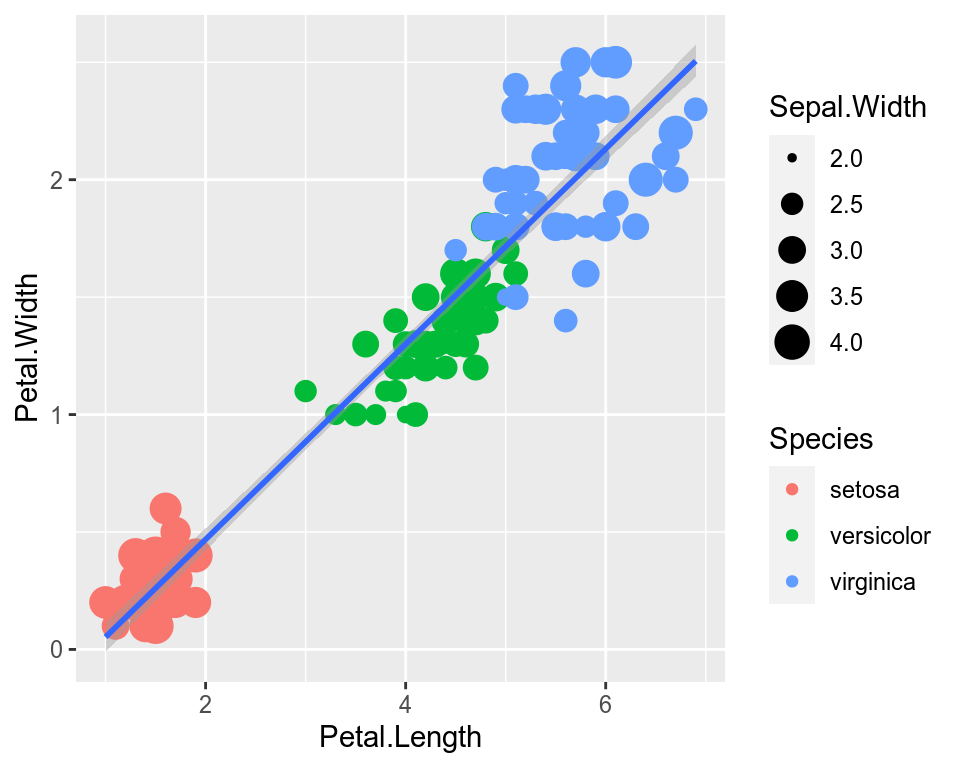 Petal.Width
2
1
0
2 4 6
Petal.Length
Sepal.Width
2.0
2.5
3.0
3.5
4.0
Species
setosa
versicolor
virginica